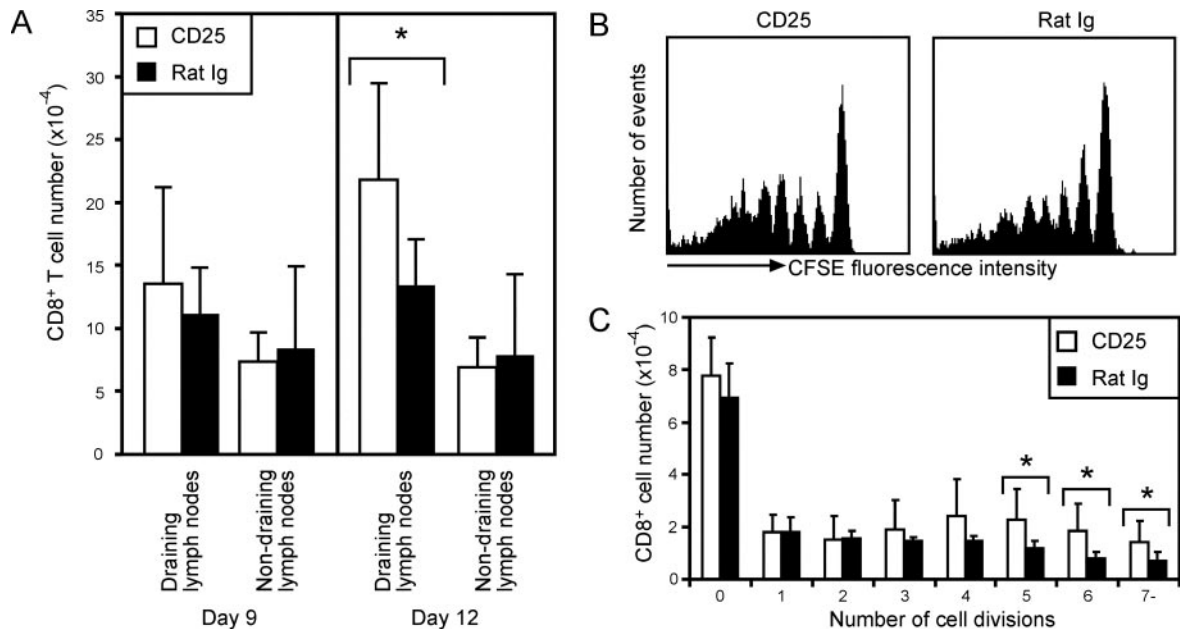 A
CD8⁺ T cell number (x10⁻⁴)
35
30
25
20
15
10
5
0
CD25
Rat Ig
*
Draining
lymph nodes
Non-draining
lymph nodes
Draining
lymph nodes
Non-draining
lymph nodes
Day 9
Day 12
B
CD25
Rat Ig
Number of events
CFSE fluorescence intensity
C
CD8⁺ cell number (x10⁻⁴)
10
8
6
4
2
0
CD25
Rat Ig
* * *
0 1 2 3 4 5 6 7-
Number of cell divisions